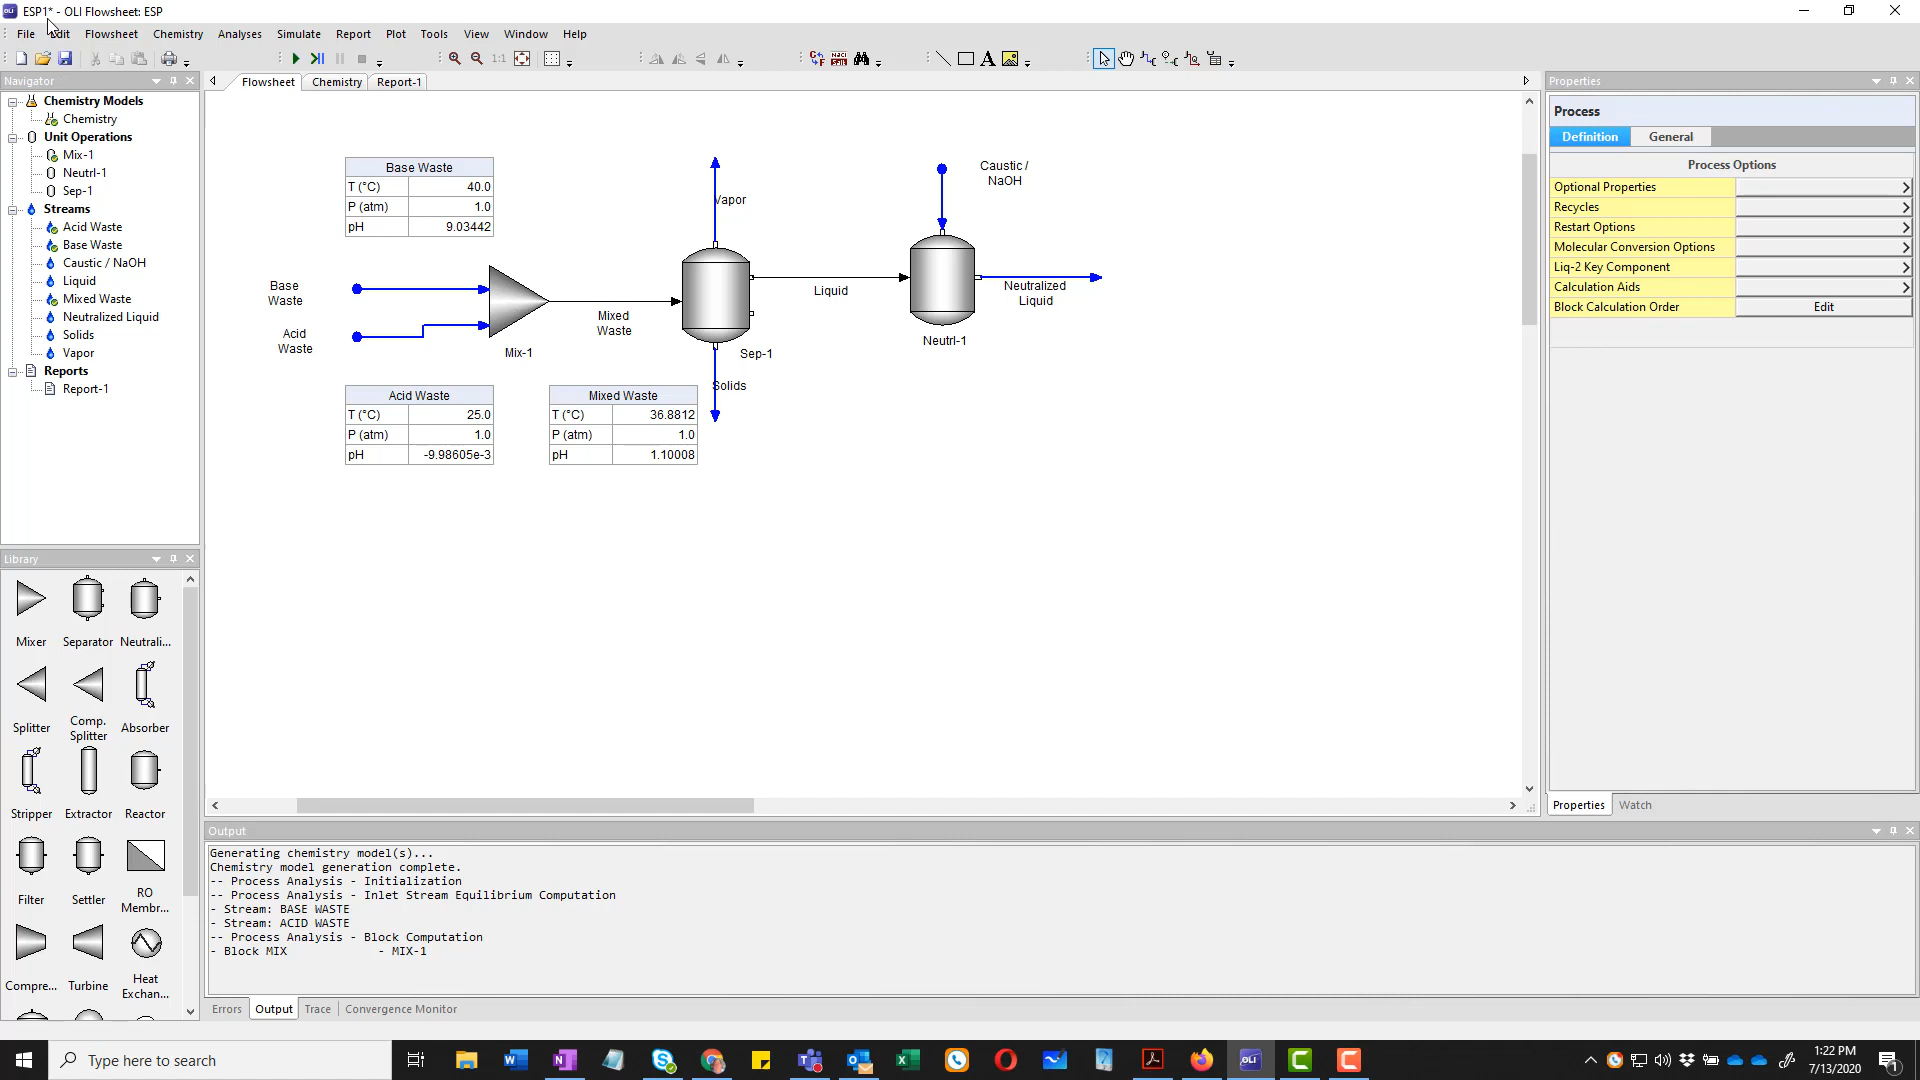 ESP1* - OLI Flowsheet: ESP
File Edit Flowsheet Chemistry Analyses Simulate Report Plot Tools View Window Help
1:1
Navigator
Chemistry Models
Chemistry
Unit Operations
Mix-1
Neutrl-1
Sep-1
Streams
Acid Waste
Base Waste
Caustic / NaOH
Liquid
Mixed Waste
Neutralized Liquid
Solids
Vapor
Reports
Report-1
Library
Mixer Separator Neutrali...
Splitter Comp. Splitter Absorber
Stripper Extractor Reactor
Filter Settler RO Membr...
Compre... Turbine Heat Exchan...
Flowsheet Chemistry Report-1
Base Waste
T (°C) 40.0
P (atm) 1.0
pH 9.03442
Base
Waste
Acid
Waste
Mix-1
Mixed
Waste
Vapor
Sep-1
Solids
Liquid
Caustic /
NaOH
Neutrl-1
Neutralized
Liquid
Acid Waste
T (°C) 25.0
P (atm) 1.0
pH -9.98605e-3
Mixed Waste
T (°C) 36.8812
P (atm) 1.0
pH 1.10008
Properties
Process
Definition General
Process Options
Optional Properties
Recycles
Restart Options
Molecular Conversion Options
Liq-2 Key Component
Calculation Aids
Block Calculation Order Edit
Properties Watch
Output
Generating chemistry model(s)...
Chemistry model generation complete.
-- Process Analysis - Initialization
-- Process Analysis - Inlet Stream Equilibrium Computation
- Stream: BASE WASTE
- Stream: ACID WASTE
-- Process Analysis - Block Computation
- Block MIX - MIX-1
Errors Output Trace Convergence Monitor
Type here to search
1:22 PM
7/13/2020